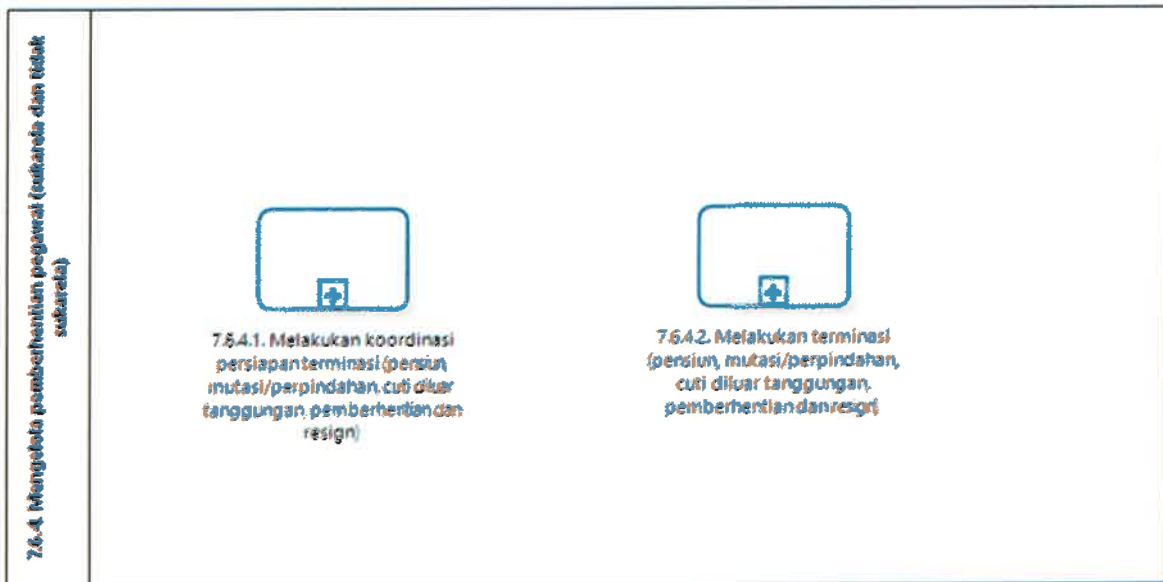 7.6.4. Mengelola pemberhentian pegawai (sukarela dan tidak
sukarela)
7.6.4.1. Melakukan koordinasi
persiapan terminasi (pensiun,
mutasi/perpindahan, cuti diluar
tanggungan, pemberhentian dan
resign)
7.6.4.2. Melakukan terminasi
(pensiun, mutasi/perpindahan,
cuti diluar tanggungan,
pemberhentian dan resign)